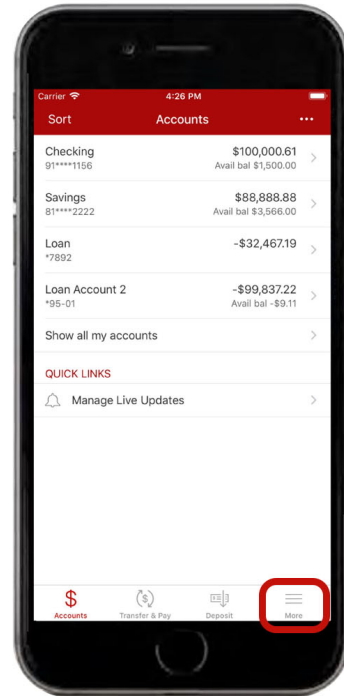 Carrier 4:26 PM
Sort Accounts ...
Checking $100,000.61
91****1156 Avail bal $1,500.00
Savings $88,888.88
81****2222 Avail bal $3,566.00
Loan -$32,467.19
*7892
Loan Account 2 -$99,837.22
*95-01 Avail bal -$9.11
Show all my accounts
QUICK LINKS
Manage Live Updates
$ ($)
Accounts Transfer & Pay Deposit More